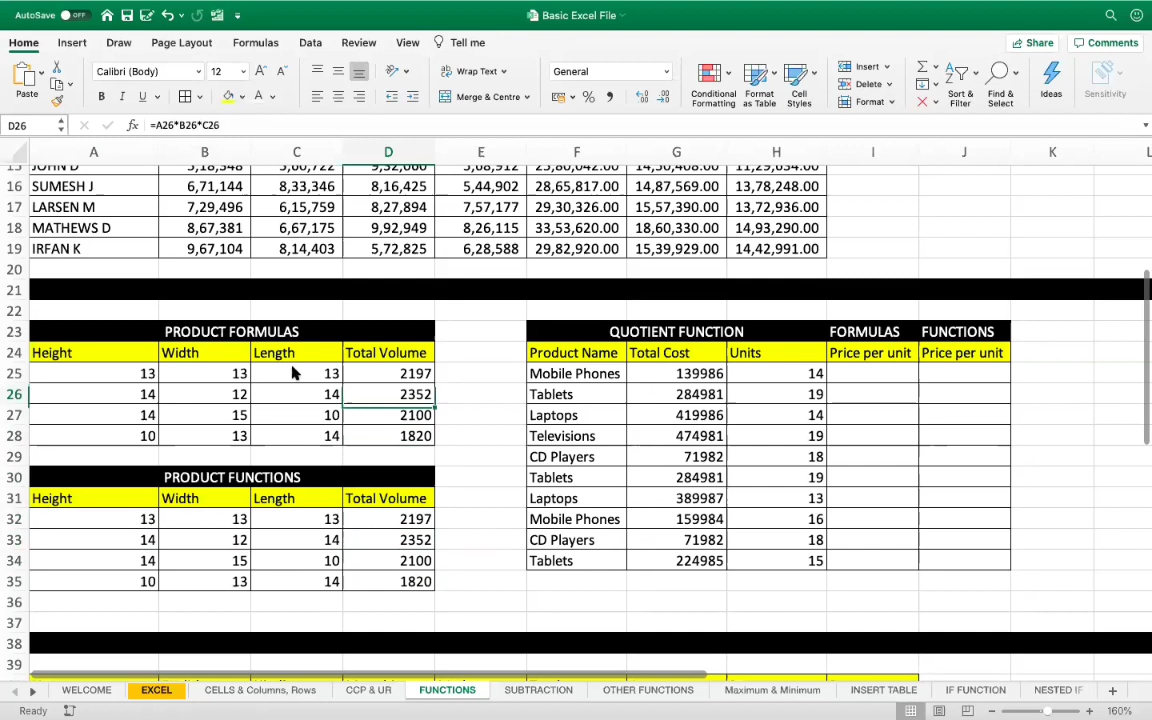 AutoSave OFF Basic Excel File
Home Insert Draw Page Layout Formulas Data Review View Tell me Share Comments
Paste Calibri (Body) 12 A A Wrap Text General Conditional Formatting Format as Table Cell Styles Insert Delete Format Sort & Filter Find & Select Ideas Sensitivity
B I U A Merge & Centre % 
D26 fx =A26*B26*C26
A B C D E F G H I J K L
16 SUMESH J 6,71,144 8,33,346 8,16,425 5,44,902 28,65,817.00 14,87,569.00 13,78,248.00
17 LARSEN M 7,29,496 6,15,759 8,27,894 7,57,177 29,30,326.00 15,57,390.00 13,72,936.00
18 MATHEWS D 8,67,381 6,67,175 9,92,949 8,26,115 33,53,620.00 18,60,330.00 14,93,290.00
19 IRFAN K 9,67,104 8,14,403 5,72,825 6,28,588 29,82,920.00 15,39,929.00 14,42,991.00
20
21
22
23 PRODUCT FORMULAS QUOTIENT FUNCTION FORMULAS FUNCTIONS
24 Height Width Length Total Volume Product Name Total Cost Units Price per unit Price per unit
25 13 13 13 2197 Mobile Phones 139986 14
26 14 12 14 2352 Tablets 284981 19
27 14 15 10 2100 Laptops 419986 14
28 10 13 14 1820 Televisions 474981 19
29 CD Players 71982 18
30 PRODUCT FUNCTIONS Tablets 284981 19
31 Height Width Length Total Volume Laptops 389987 13
32 13 13 13 2197 Mobile Phones 159984 16
33 14 12 14 2352 CD Players 71982 18
34 14 15 10 2100 Tablets 224985 15
35 10 13 14 1820
36
37
38
39
WELCOME EXCEL CELLS & Columns, Rows CCP & UR FUNCTIONS SUBTRACTION OTHER FUNCTIONS Maximum & Minimum INSERT TABLE IF FUNCTION NESTED IF
Ready 160%